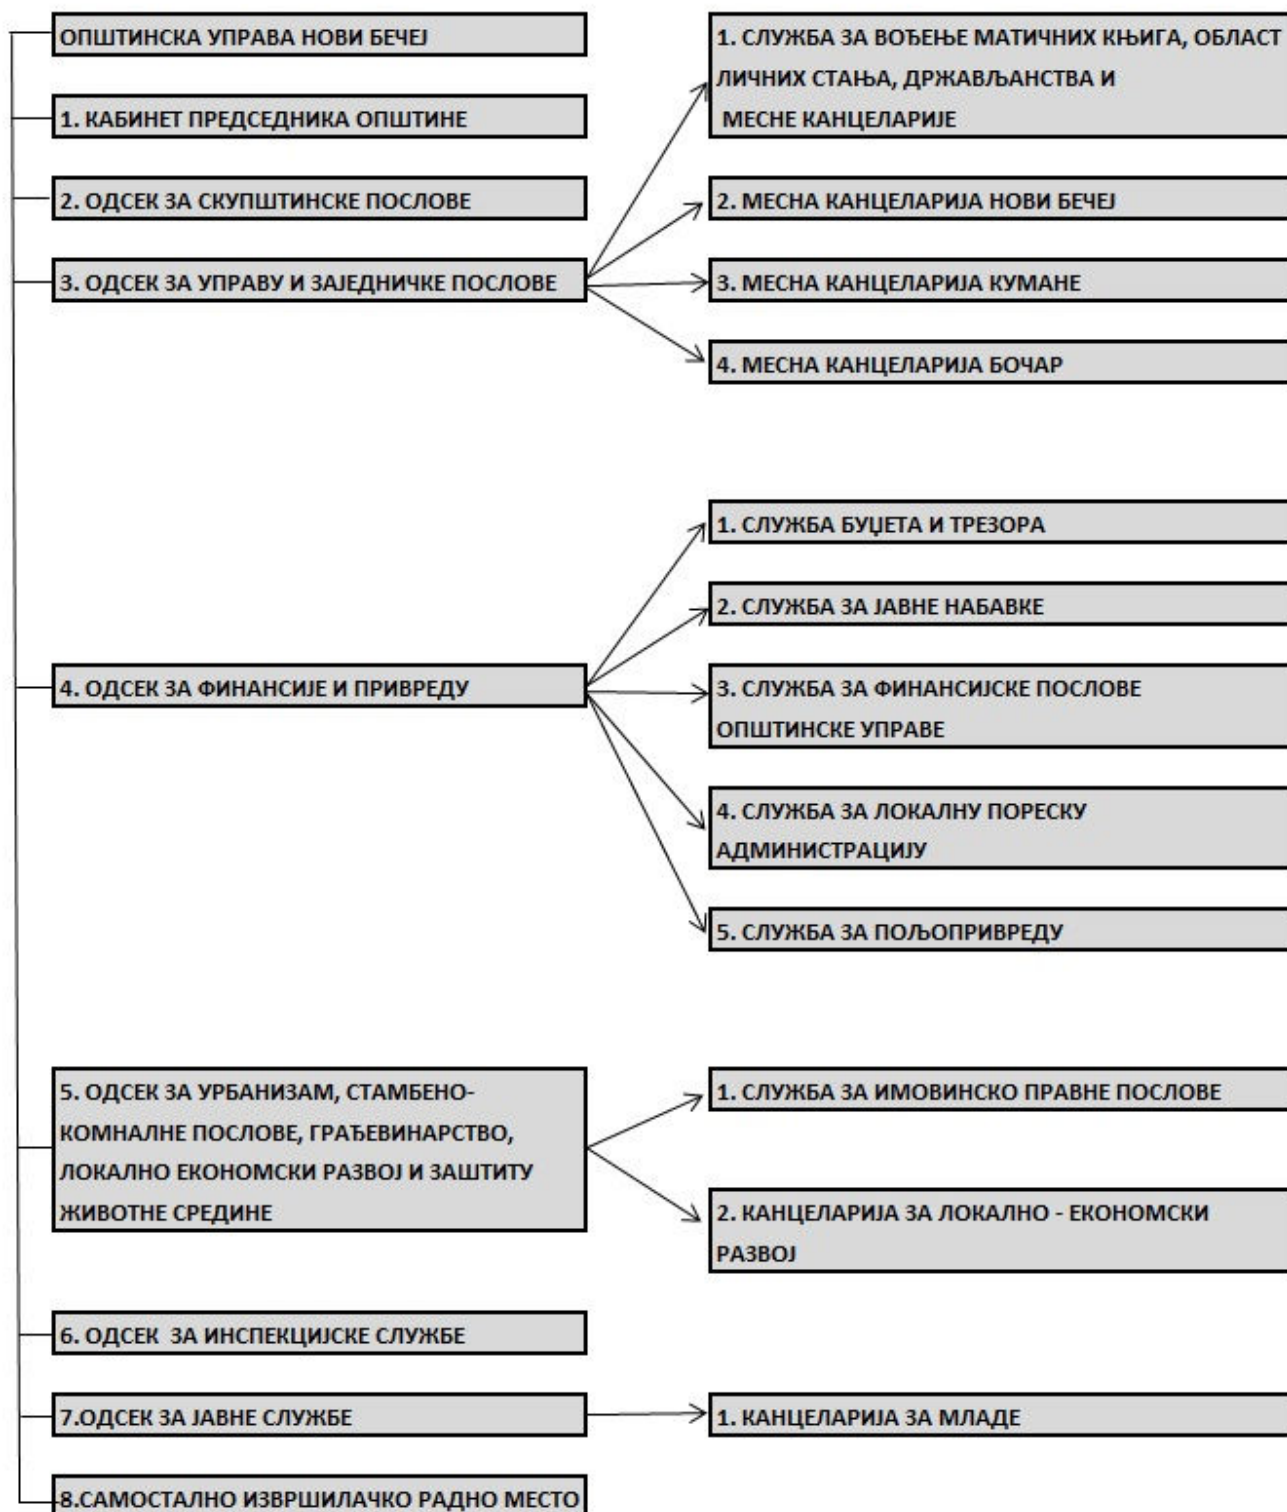 ОПШТИНСКА УПРАВА НОВИ БЕЧЕЈ
1. КАБИНЕТ ПРЕДСЕДНИКА ОПШТИНЕ
2. ОДСЕК ЗА СКУПШТИНСКЕ ПОСЛОВЕ
3. ОДСЕК ЗА УПРАВУ И ЗАЈЕДНИЧКЕ ПОСЛОВЕ
1. СЛУЖБА ЗА ВОЂЕЊЕ МАТИЧНИХ КЊИГА, ОБЛАСТ
ЛИЧНИХ СТАЊА, ДРЖАВЉАНСТВА И
МЕСНЕ КАНЦЕЛАРИЈЕ
2. МЕСНА КАНЦЕЛАРИЈА НОВИ БЕЧЕЈ
3. МЕСНА КАНЦЕЛАРИЈА КУМАНЕ
4. МЕСНА КАНЦЕЛАРИЈА БОЧАР
4. ОДСЕК ЗА ФИНАНСИЈЕ И ПРИВРЕДУ
1. СЛУЖБА БУЏЕТА И ТРЕЗОРА
2. СЛУЖБА ЗА ЈАВНЕ НАБАВКЕ
3. СЛУЖБА ЗА ФИНАНСИЈСКЕ ПОСЛОВЕ
ОПШТИНСКЕ УПРАВЕ
4. СЛУЖБА ЗА ЛОКАЛНУ ПОРЕСКУ
АДМИНИСТРАЦИЈУ
5. СЛУЖБА ЗА ПОЉОПРИВРЕДУ
5. ОДСЕК ЗА УРБАНИЗАМ, СТАМБЕНО-
КОМНАЛНЕ ПОСЛОВЕ, ГРАЂЕВИНАРСТВО,
ЛОКАЛНО ЕКОНОМСКИ РАЗВОЈ И ЗАШТИТУ
ЖИВОТНЕ СРЕДИНЕ
1. СЛУЖБА ЗА ИМОВИНСКО ПРАВНЕ ПОСЛОВЕ
2. КАНЦЕЛАРИЈА ЗА ЛОКАЛНО - ЕКОНОМСКИ
РАЗВОЈ
6. ОДСЕК  ЗА ИНСПЕКЦИЈСКЕ СЛУЖБЕ
7.ОДСЕК ЗА ЈАВНЕ СЛУЖБЕ
1. КАНЦЕЛАРИЈА ЗА МЛАДЕ
8.САМОСТАЛНО ИЗВРШИЛАЧКО РАДНО МЕСТО